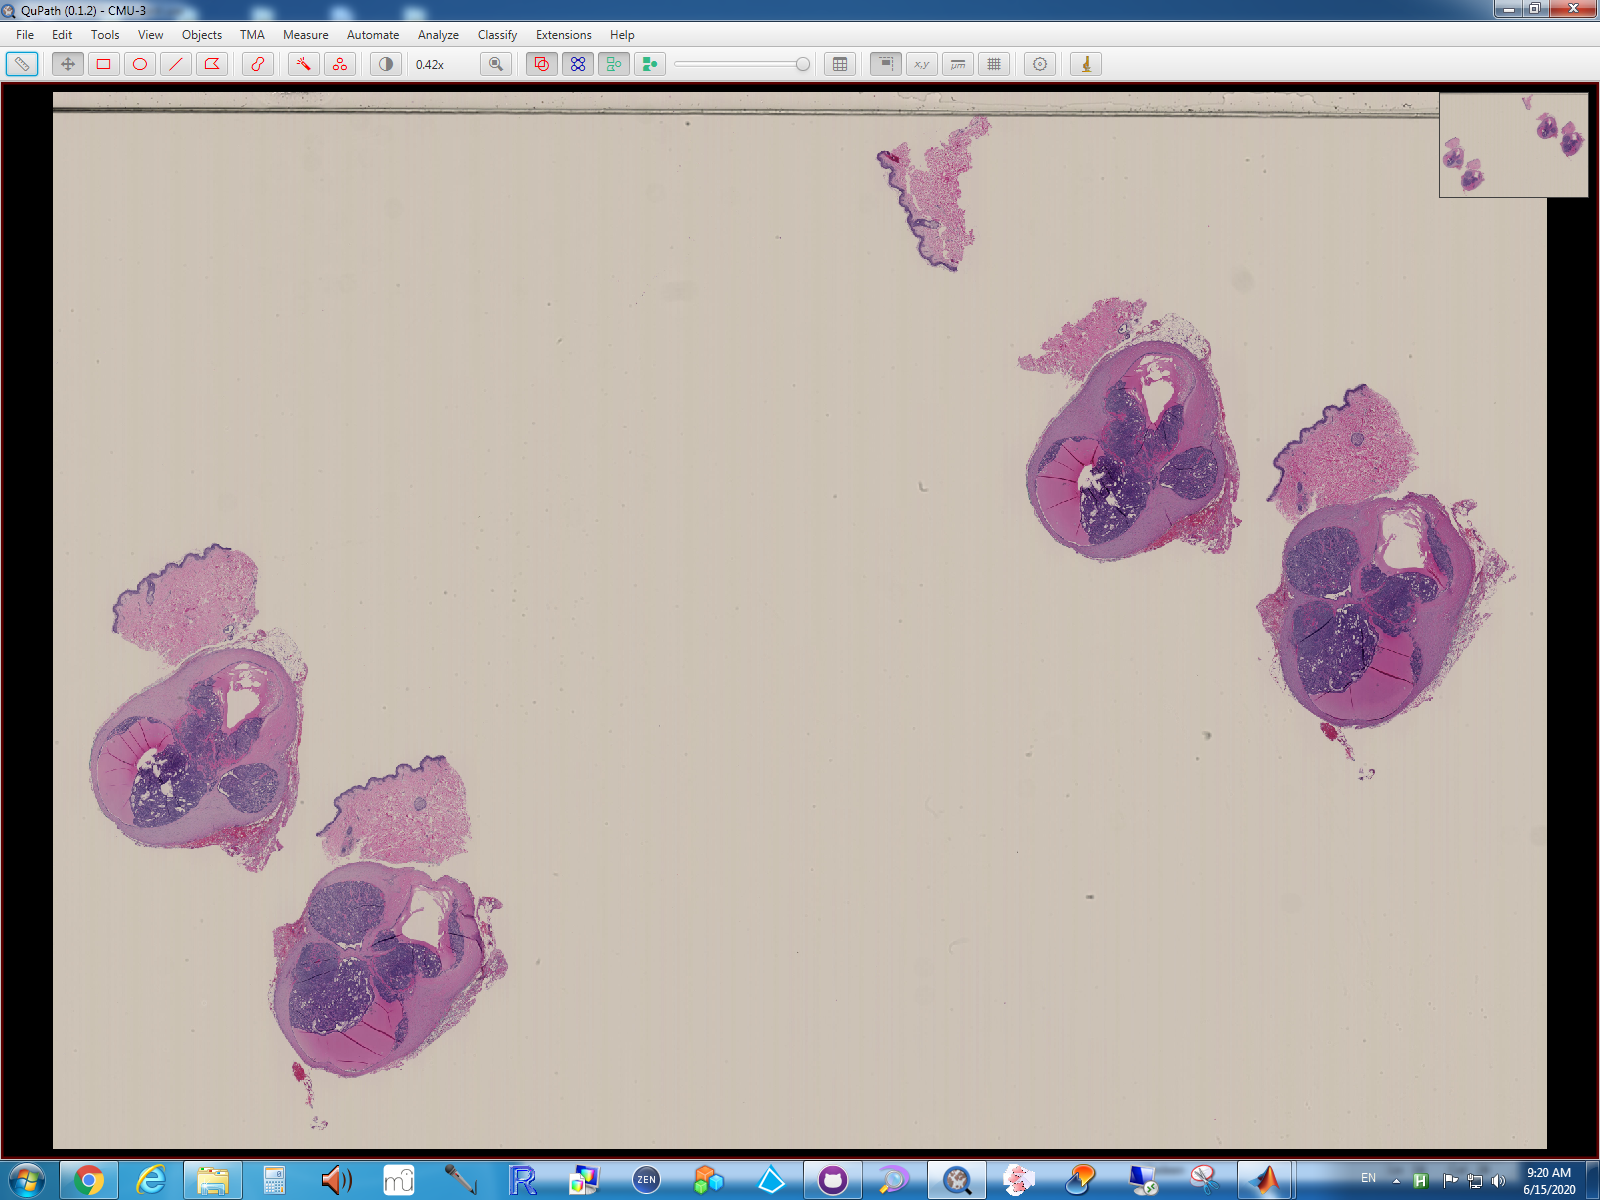 QuPath (0.1.2) - CMU-3
File Edit Tools View Objects TMA Measure Automate Analyze Classify Extensions Help
0.42x
x,y
μm
ZEN
mu
R
EN
H
9:20 AM
6/15/2020